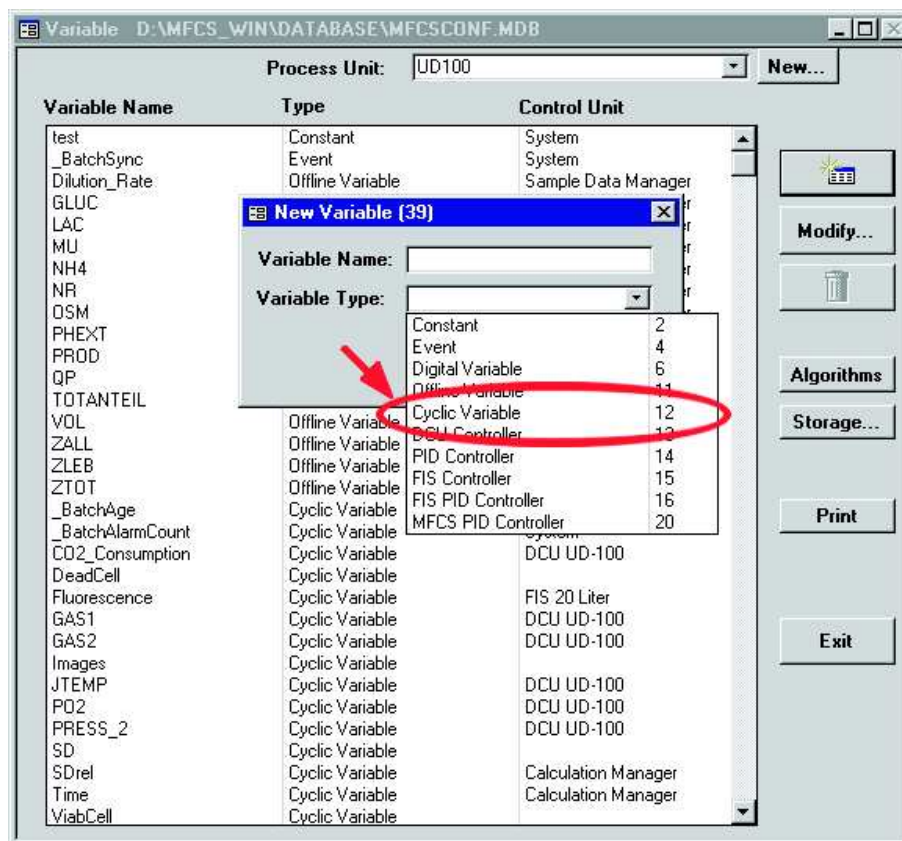 Variable D:\MFCS_WIN\DATABASE\MFCSCONF.MDB
Process Unit: UD100 New...
Variable Name Type Control Unit
test Constant System
_BatchSync Event System
Dilution_Rate Offline Variable Sample Data Manager
GLUC
LAC
MU
NH4
NR
OSM
PHEXT
PROD
QP
TOTANTEIL
VOL Offline Variable
ZALL Offline Variable
ZLEB Offline Variable
ZTOT Offline Variable
_BatchAge Cyclic Variable
_BatchAlarmCount Cyclic Variable System
CO2_Consumption Cyclic Variable DCU UD-100
DeadCell Cyclic Variable
Fluorescence Cyclic Variable FIS 20 Liter
GAS1 Cyclic Variable DCU UD-100
GAS2 Cyclic Variable DCU UD-100
Images Cyclic Variable
JTEMP Cyclic Variable DCU UD-100
PO2 Cyclic Variable DCU UD-100
PRESS_2 Cyclic Variable DCU UD-100
SD Cyclic Variable
SDrel Cyclic Variable Calculation Manager
Time Cyclic Variable Calculation Manager
ViabCell Cyclic Variable
New Variable (39)
Variable Name:
Variable Type:
Constant 2
Event 4
Digital Variable 6
Offline Variable 11
Cyclic Variable 12
DCU Controller 13
PID Controller 14
FIS Controller 15
FIS PID Controller 16
MFCS PID Controller 20
Modify...
Algorithms
Storage...
Print
Exit